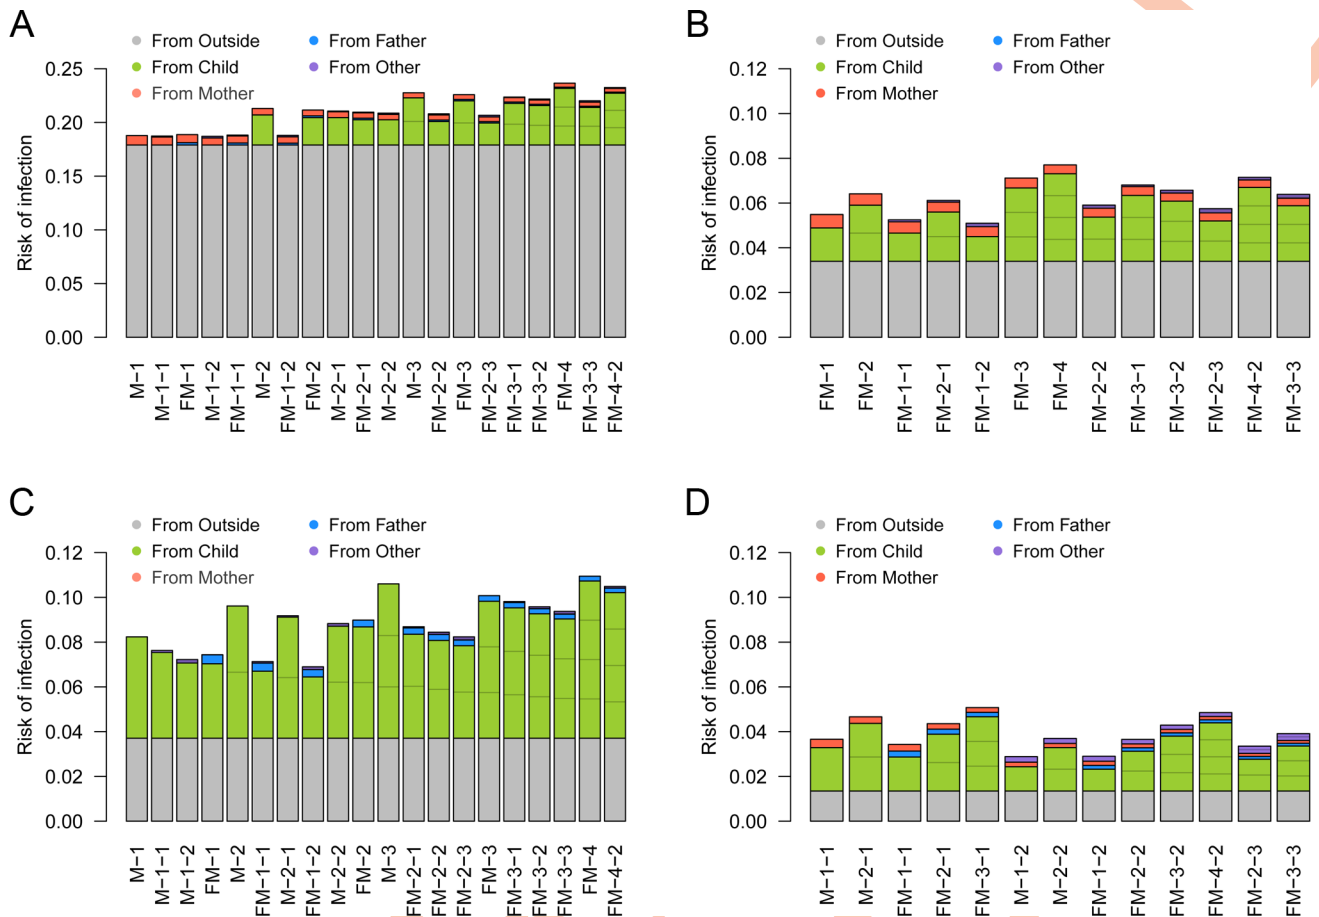 A
From Outside
From Father
From Child
From Other
From Mother
Risk of infection
0.25
0.20
0.15
0.10
0.05
0.00
M−1
M−1−1
FM−1
M−1−2
FM−1−1
M−2
FM−1−2
FM−2
M−2−1
FM−2−1
M−2−2
M−3
FM−2−2
FM−3
FM−2−3
FM−3−1
FM−3−2
FM−4
FM−3−3
FM−4−2
B
From Outside
From Father
From Child
From Other
From Mother
Risk of infection
0.12
0.10
0.08
0.06
0.04
0.02
0.00
FM−1
FM−2
FM−1−1
FM−2−1
FM−1−2
FM−3
FM−4
FM−2−2
FM−3−1
FM−3−2
FM−2−3
FM−4−2
FM−3−3
C
From Outside
From Father
From Child
From Other
From Mother
Risk of infection
0.12
0.10
0.08
0.06
0.04
0.02
0.00
M−1
M−1−1
M−1−2
FM−1
M−2
FM−1−1
M−2−1
FM−1−2
M−2−2
FM−2
M−3
FM−2−1
FM−2−2
FM−2−3
FM−3
FM−3−1
FM−3−2
FM−3−3
FM−4
FM−4−2
D
From Outside
From Father
From Child
From Other
From Mother
Risk of infection
0.12
0.10
0.08
0.06
0.04
0.02
0.00
M−1−1
M−2−1
FM−1−1
FM−2−1
FM−3−1
M−1−2
M−2−2
FM−1−2
FM−2−2
FM−3−2
FM−4−2
FM−2−3
FM−3−3